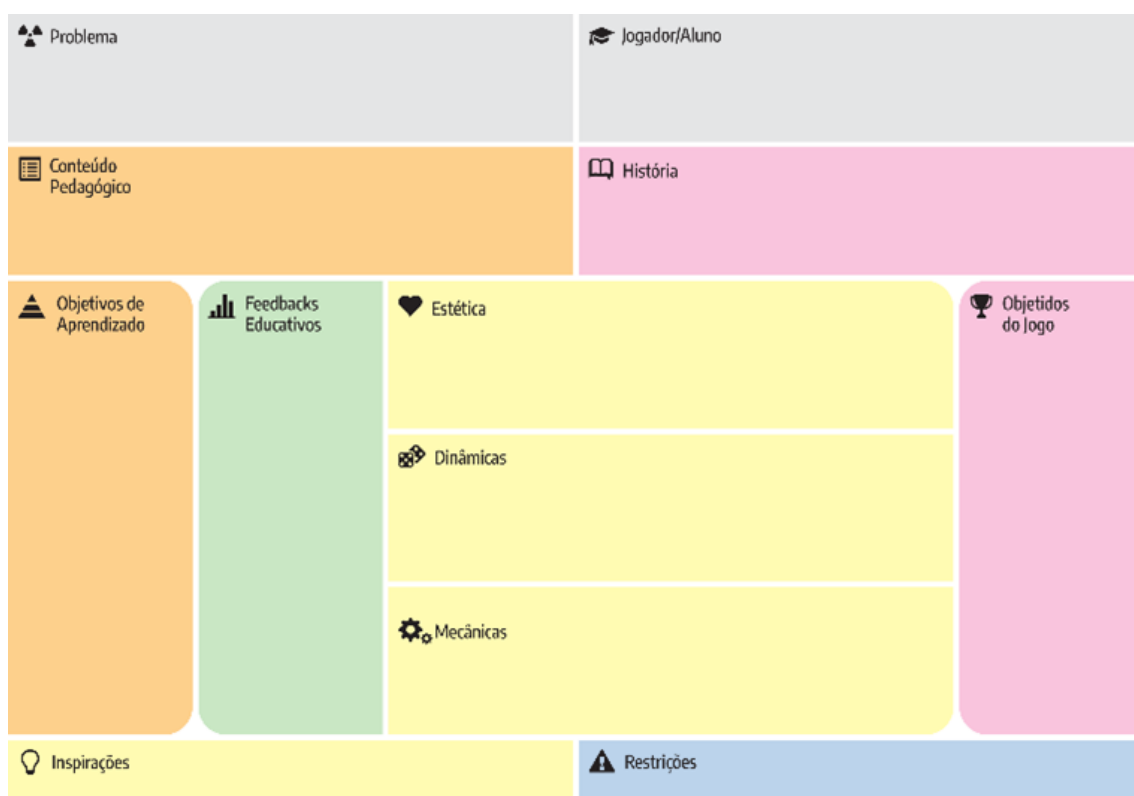 Problema
Jogador/Aluno
Conteúdo
Pedagógico
História
Objetivos de
Aprendizado
Feedbacks
Educativos
Estética
Dinâmicas
Mecânicas
Objetidos
do Jogo
Inspirações
Restrições